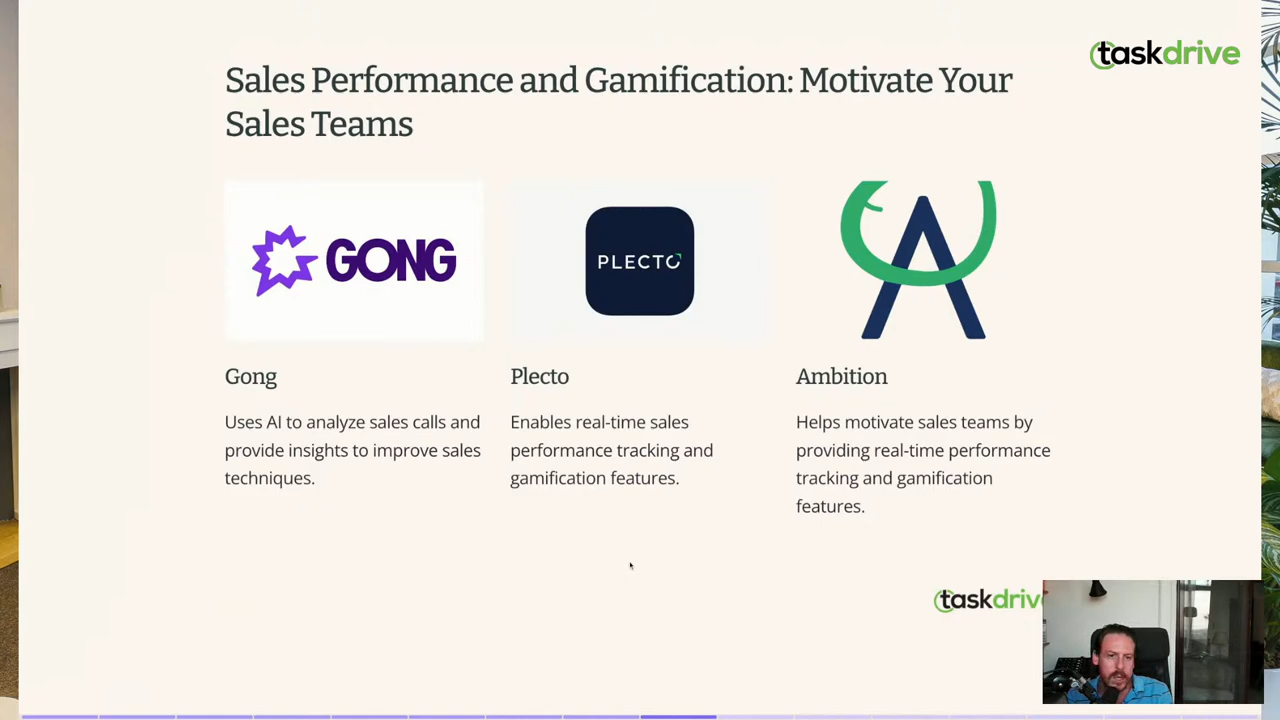 taskdrive
Sales Performance and Gamification: Motivate Your
Sales Teams
GONG
PLECTO
Gong
Uses AI to analyze sales calls and
provide insights to improve sales
techniques.
Plecto
Enables real-time sales
performance tracking and
gamification features.
Ambition
Helps motivate sales teams by
providing real-time performance
tracking and gamification
features.
taskdriv